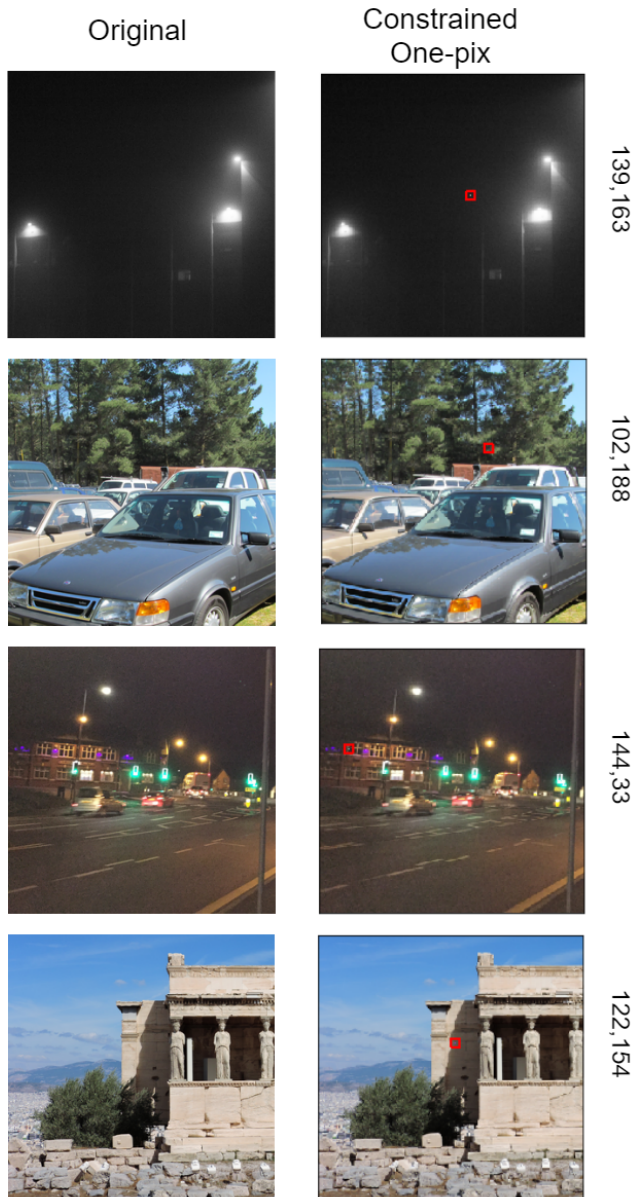 Original
Constrained
One-pix
139,163
102,188
144,33
122,154